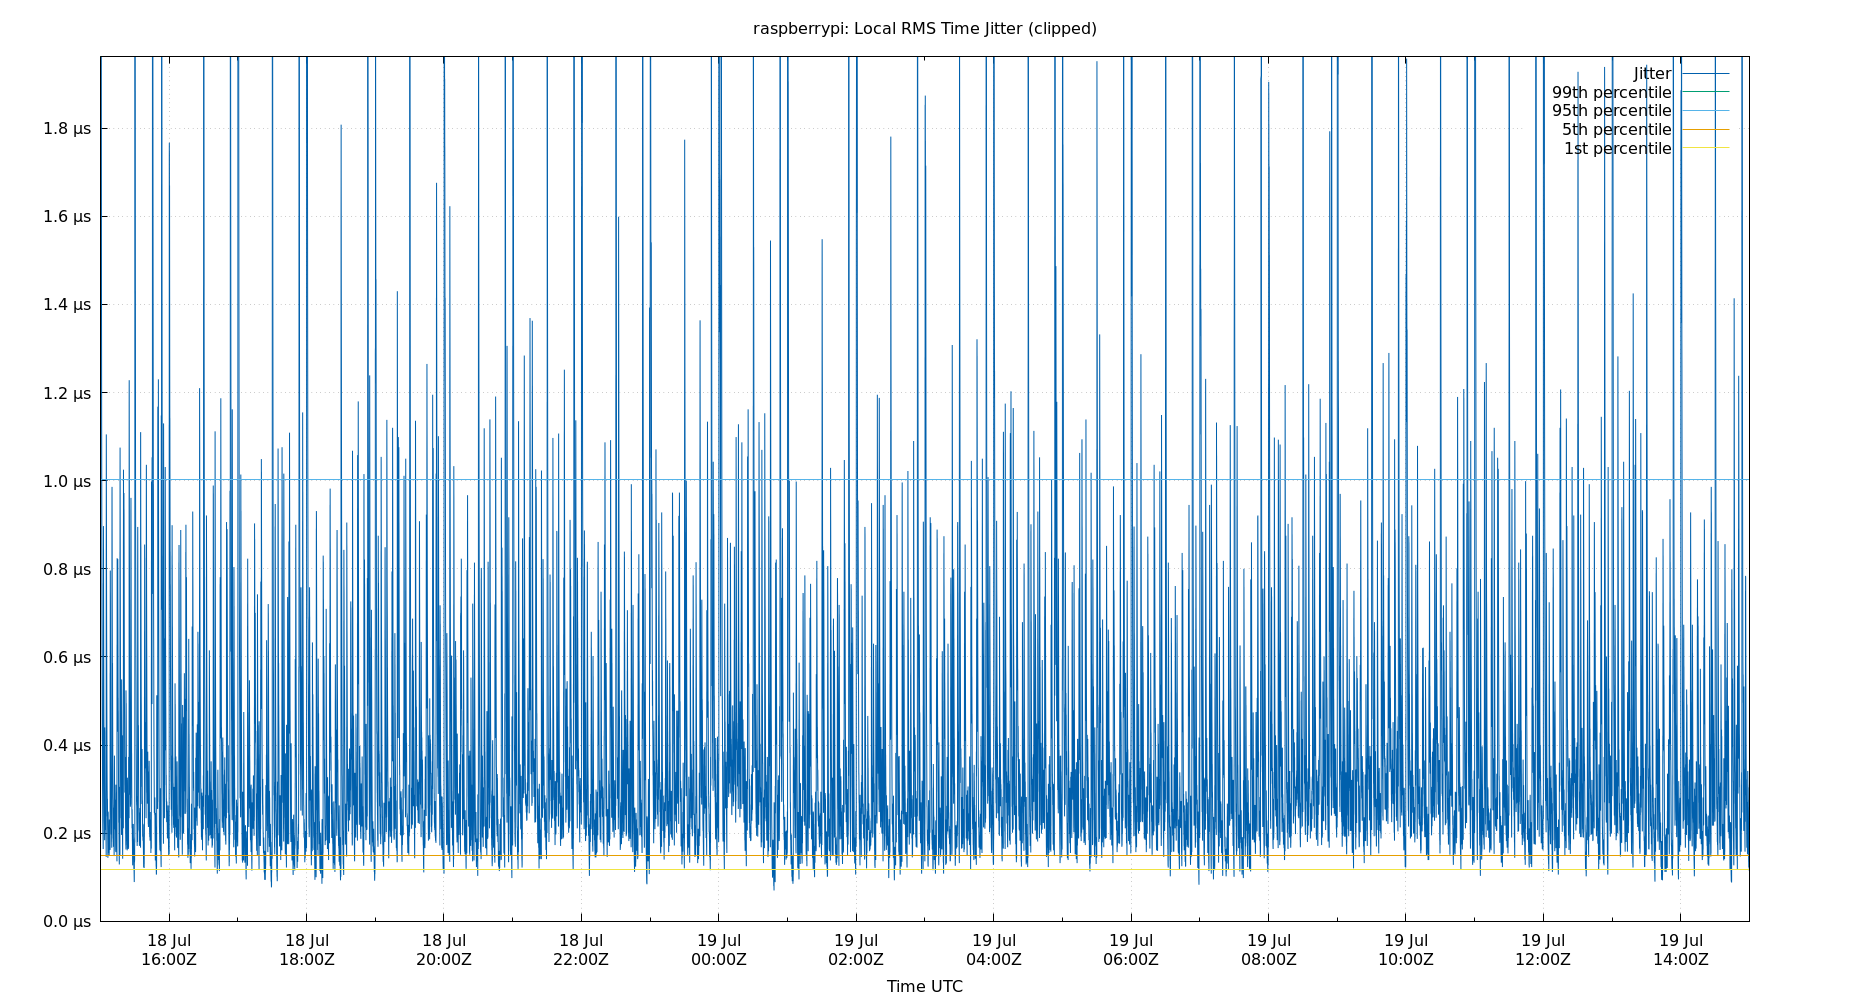 raspberrypi: Local RMS Time Jitter (clipped)
Jitter
99th percentile
95th percentile
5th percentile
1st percentile
1.8 µs
1.6 µs
1.4 µs
1.2 µs
1.0 µs
0.8 µs
0.6 µs
0.4 µs
0.2 µs
0.0 µs
18 Jul 18 Jul 18 Jul 18 Jul 19 Jul 19 Jul 19 Jul 19 Jul 19 Jul 19 Jul 19 Jul 19 Jul
16:00Z 18:00Z 20:00Z 22:00Z 00:00Z 02:00Z 04:00Z 06:00Z 08:00Z 10:00Z 12:00Z 14:00Z
Time UTC